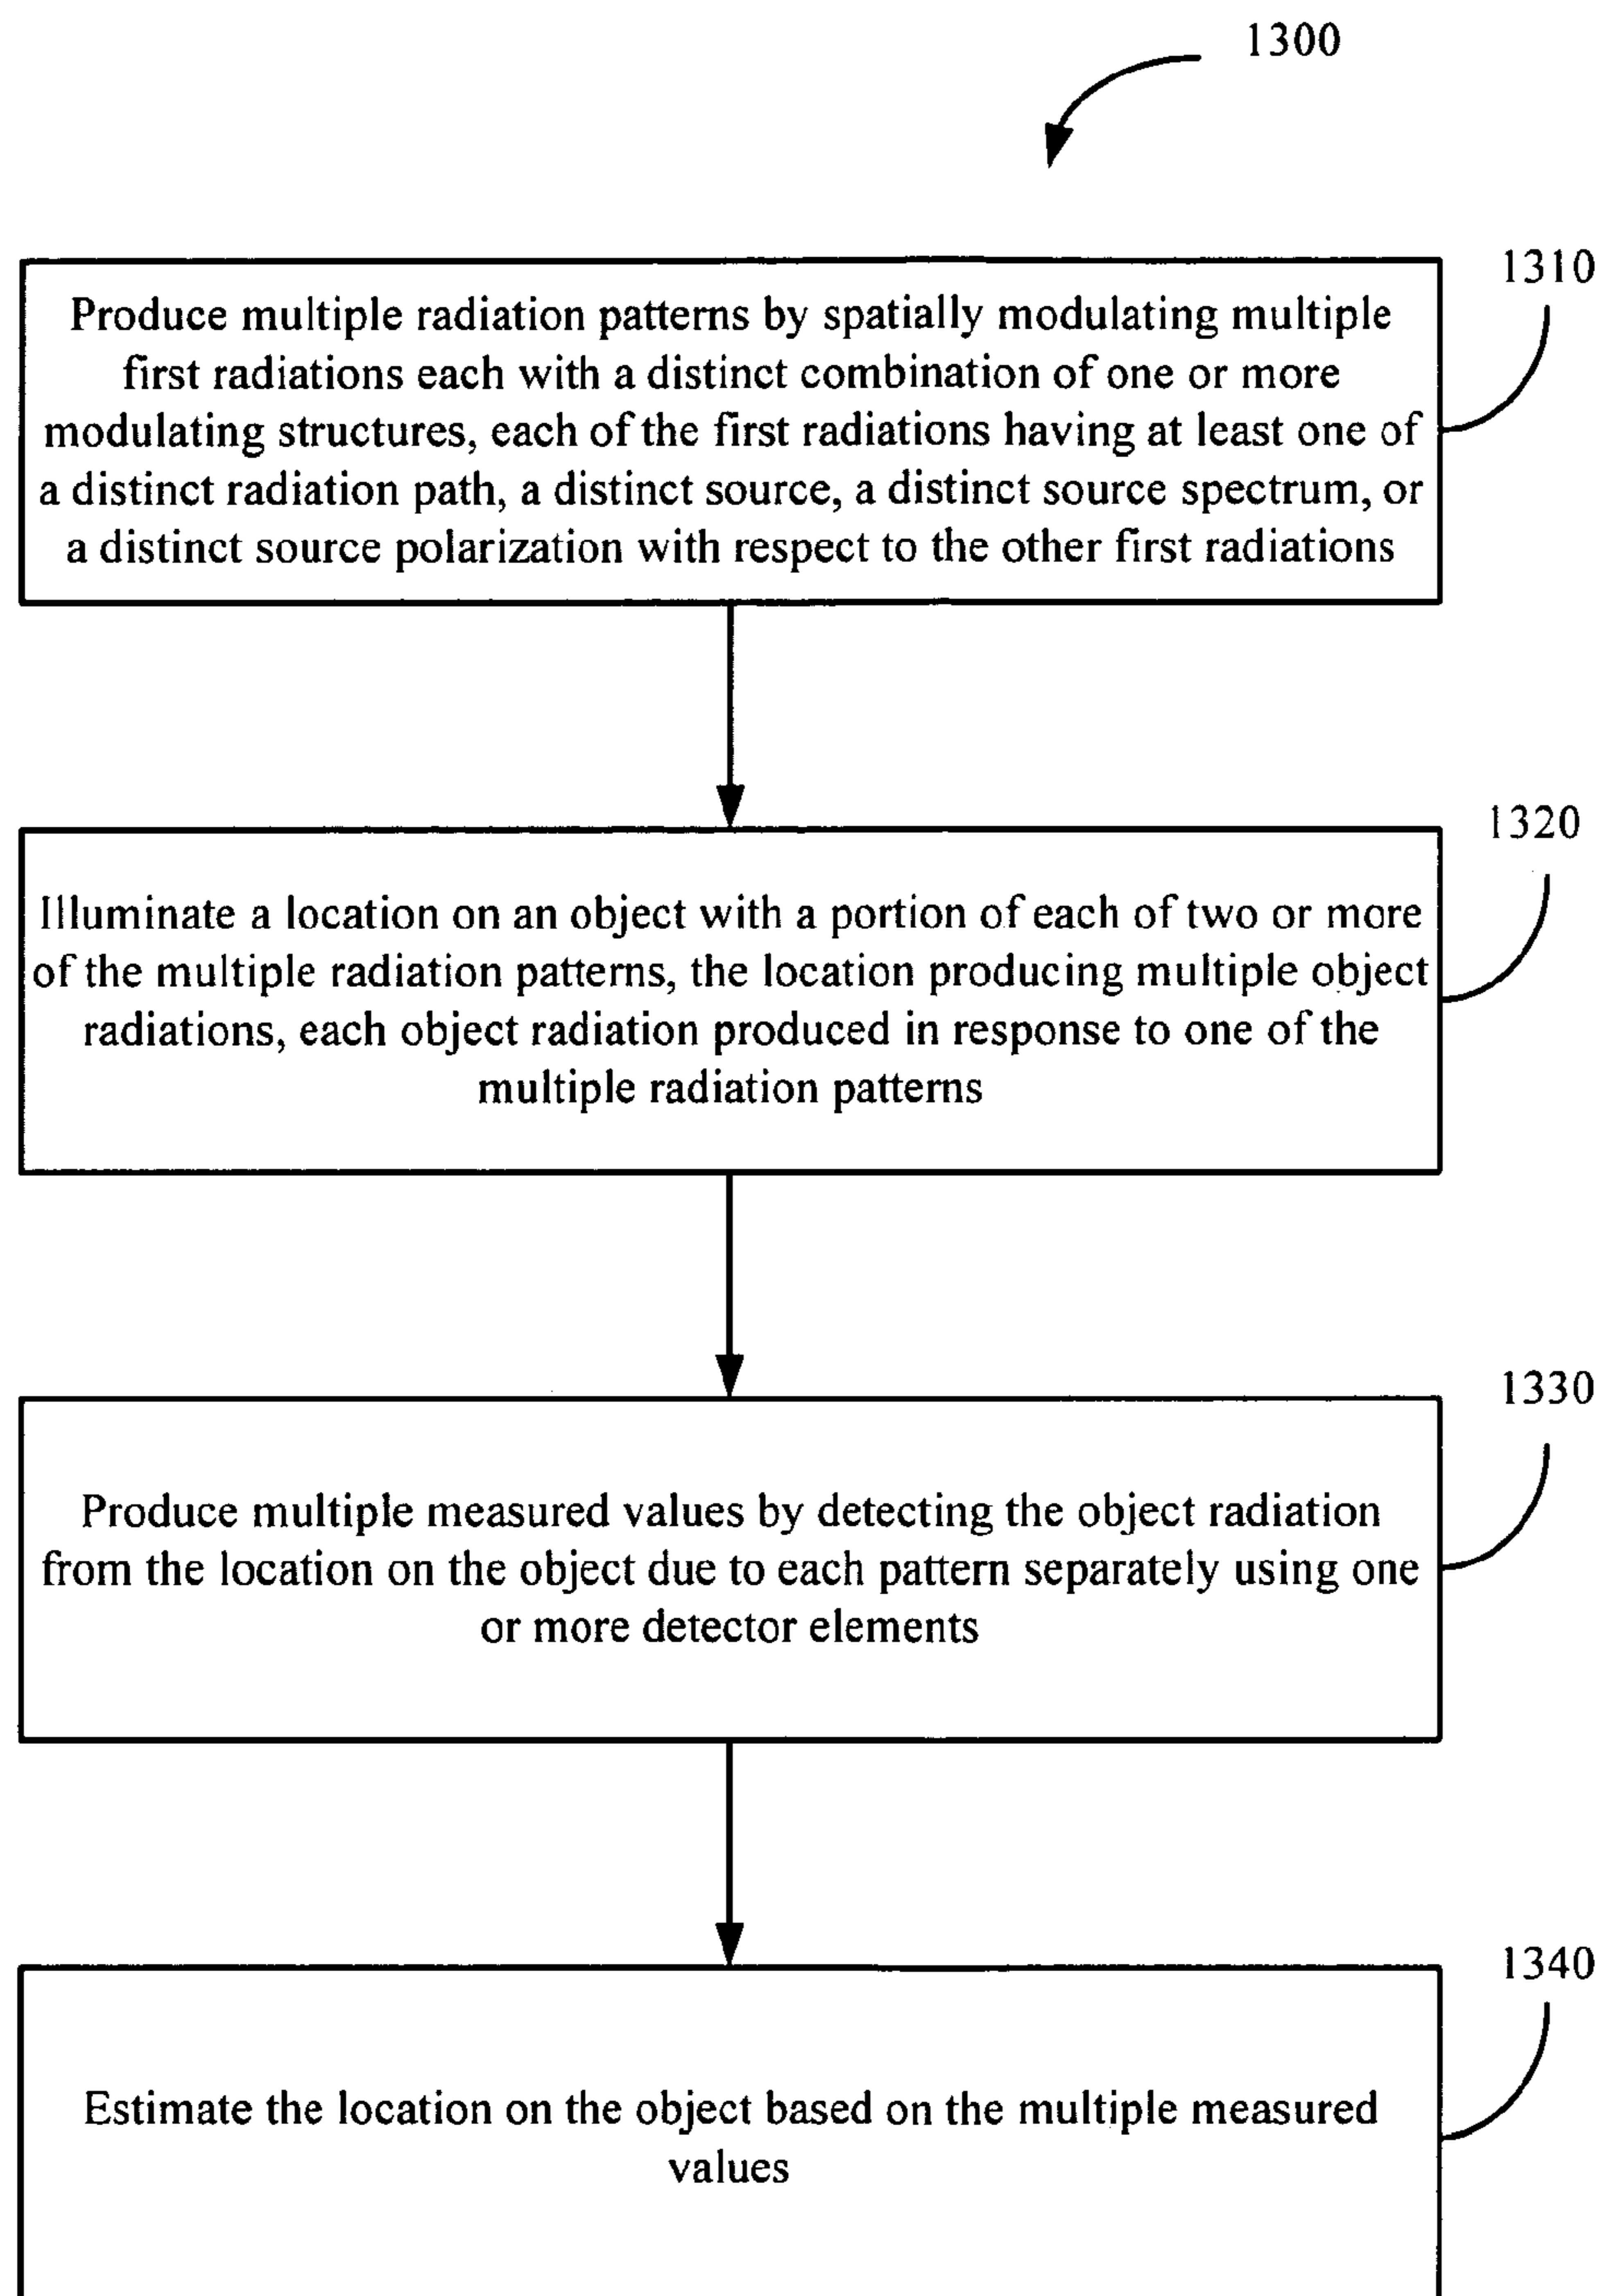 1300
1310
Produce multiple radiation patterns by spatially modulating multiple
first radiations each with a distinct combination of one or more
modulating structures, each of the first radiations having at least one of
a distinct radiation path, a distinct source, a distinct source spectrum, or
a distinct source polarization with respect to the other first radiations
1320
Illuminate a location on an object with a portion of each of two or more
of the multiple radiation patterns, the location producing multiple object
radiations, each object radiation produced in response to one of the
multiple radiation patterns
1330
Produce multiple measured values by detecting the object radiation
from the location on the object due to each pattern separately using one
or more detector elements
1340
Estimate the location on the object based on the multiple measured
values